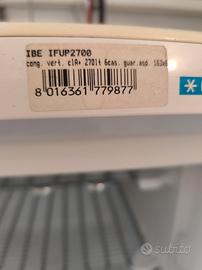 IBE IFUP2700
cong. vert. clA+ 270lt 6cas. guar.asp.
8 016361 779877
subito